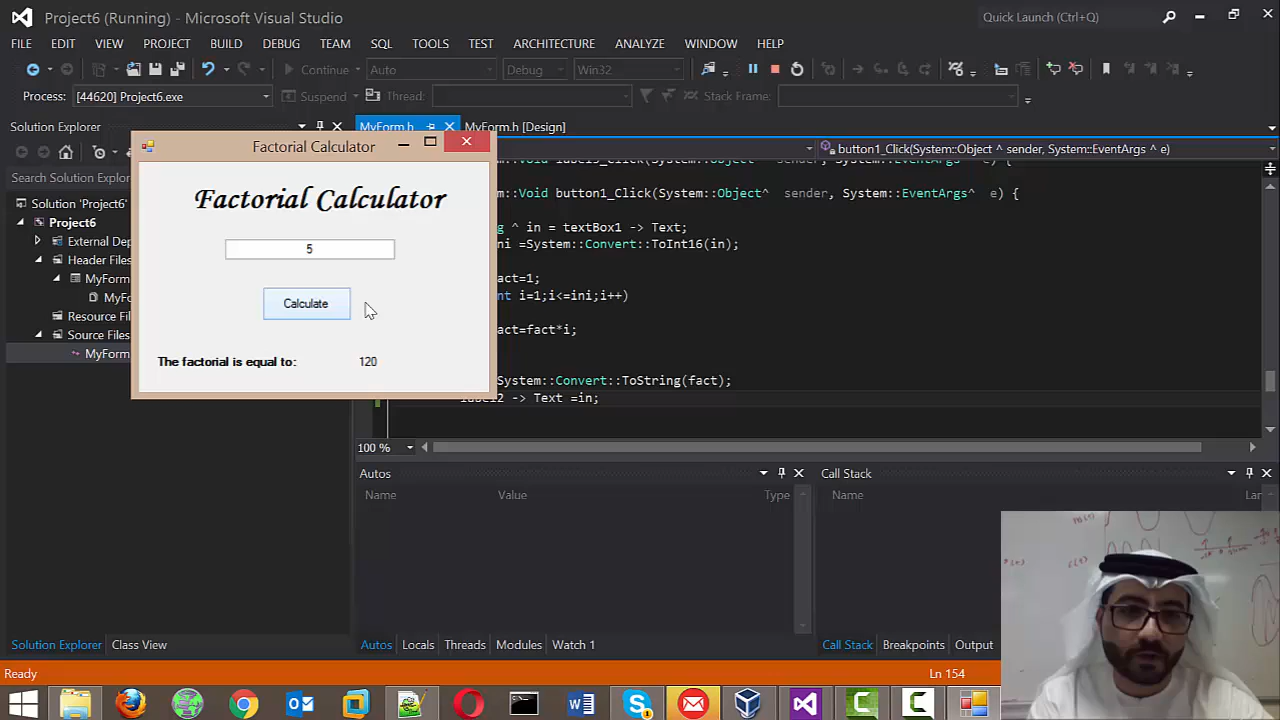 Project6 (Running) - Microsoft Visual Studio
Quick Launch (Ctrl+Q)
FILE EDIT VIEW PROJECT BUILD DEBUG TEAM SQL TOOLS TEST ARCHITECTURE ANALYZE WINDOW HELP
Continue Auto Debug Win32
Process: [44620] Project6.exe Suspend Thread: Stack Frame:
Solution Explorer
MyForm.h MyForm.h [Design]
Factorial Calculator
button1_Click(System::Object ^ sender, System::EventArgs ^ e)
Search Solution Explo
Void button1_Click(System::Object^ sender, System::EventArgs^ e) {
Factorial Calculator
Solution 'Project6'
Project6
^ in = textBox1 -> Text;
External Dep
5
ni =System::Convert::ToInt16(in);
Header Files
MyForm
act=1;
MyFo
i=1;i<=ini;i++)
Calculate
Resource F
act=fact*i;
Source Files
MyForm
The factorial is equal to: 120
System::Convert::ToString(fact);
-> Text =in;
100 %
Autos
Call Stack
Name Value Type
Name
Solution Explorer Class View
Autos Locals Threads Modules Watch 1
Call Stack Breakpoints Output
Ready
Ln 154